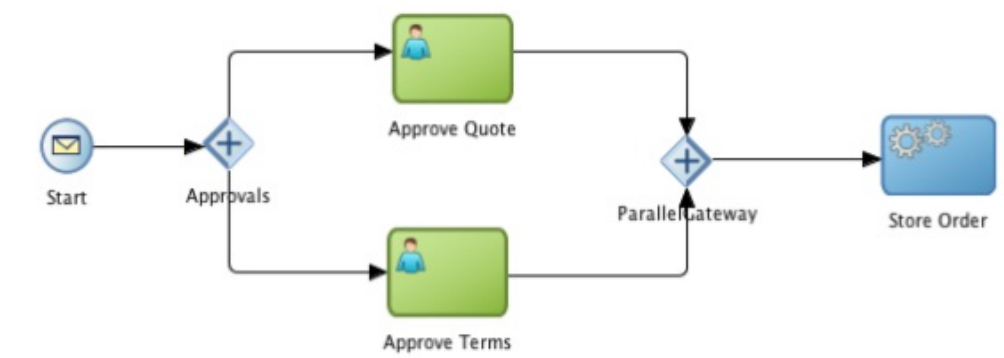 Approve Quote
Start
Approvals
ParallelGateway
Store Order
Approve Terms